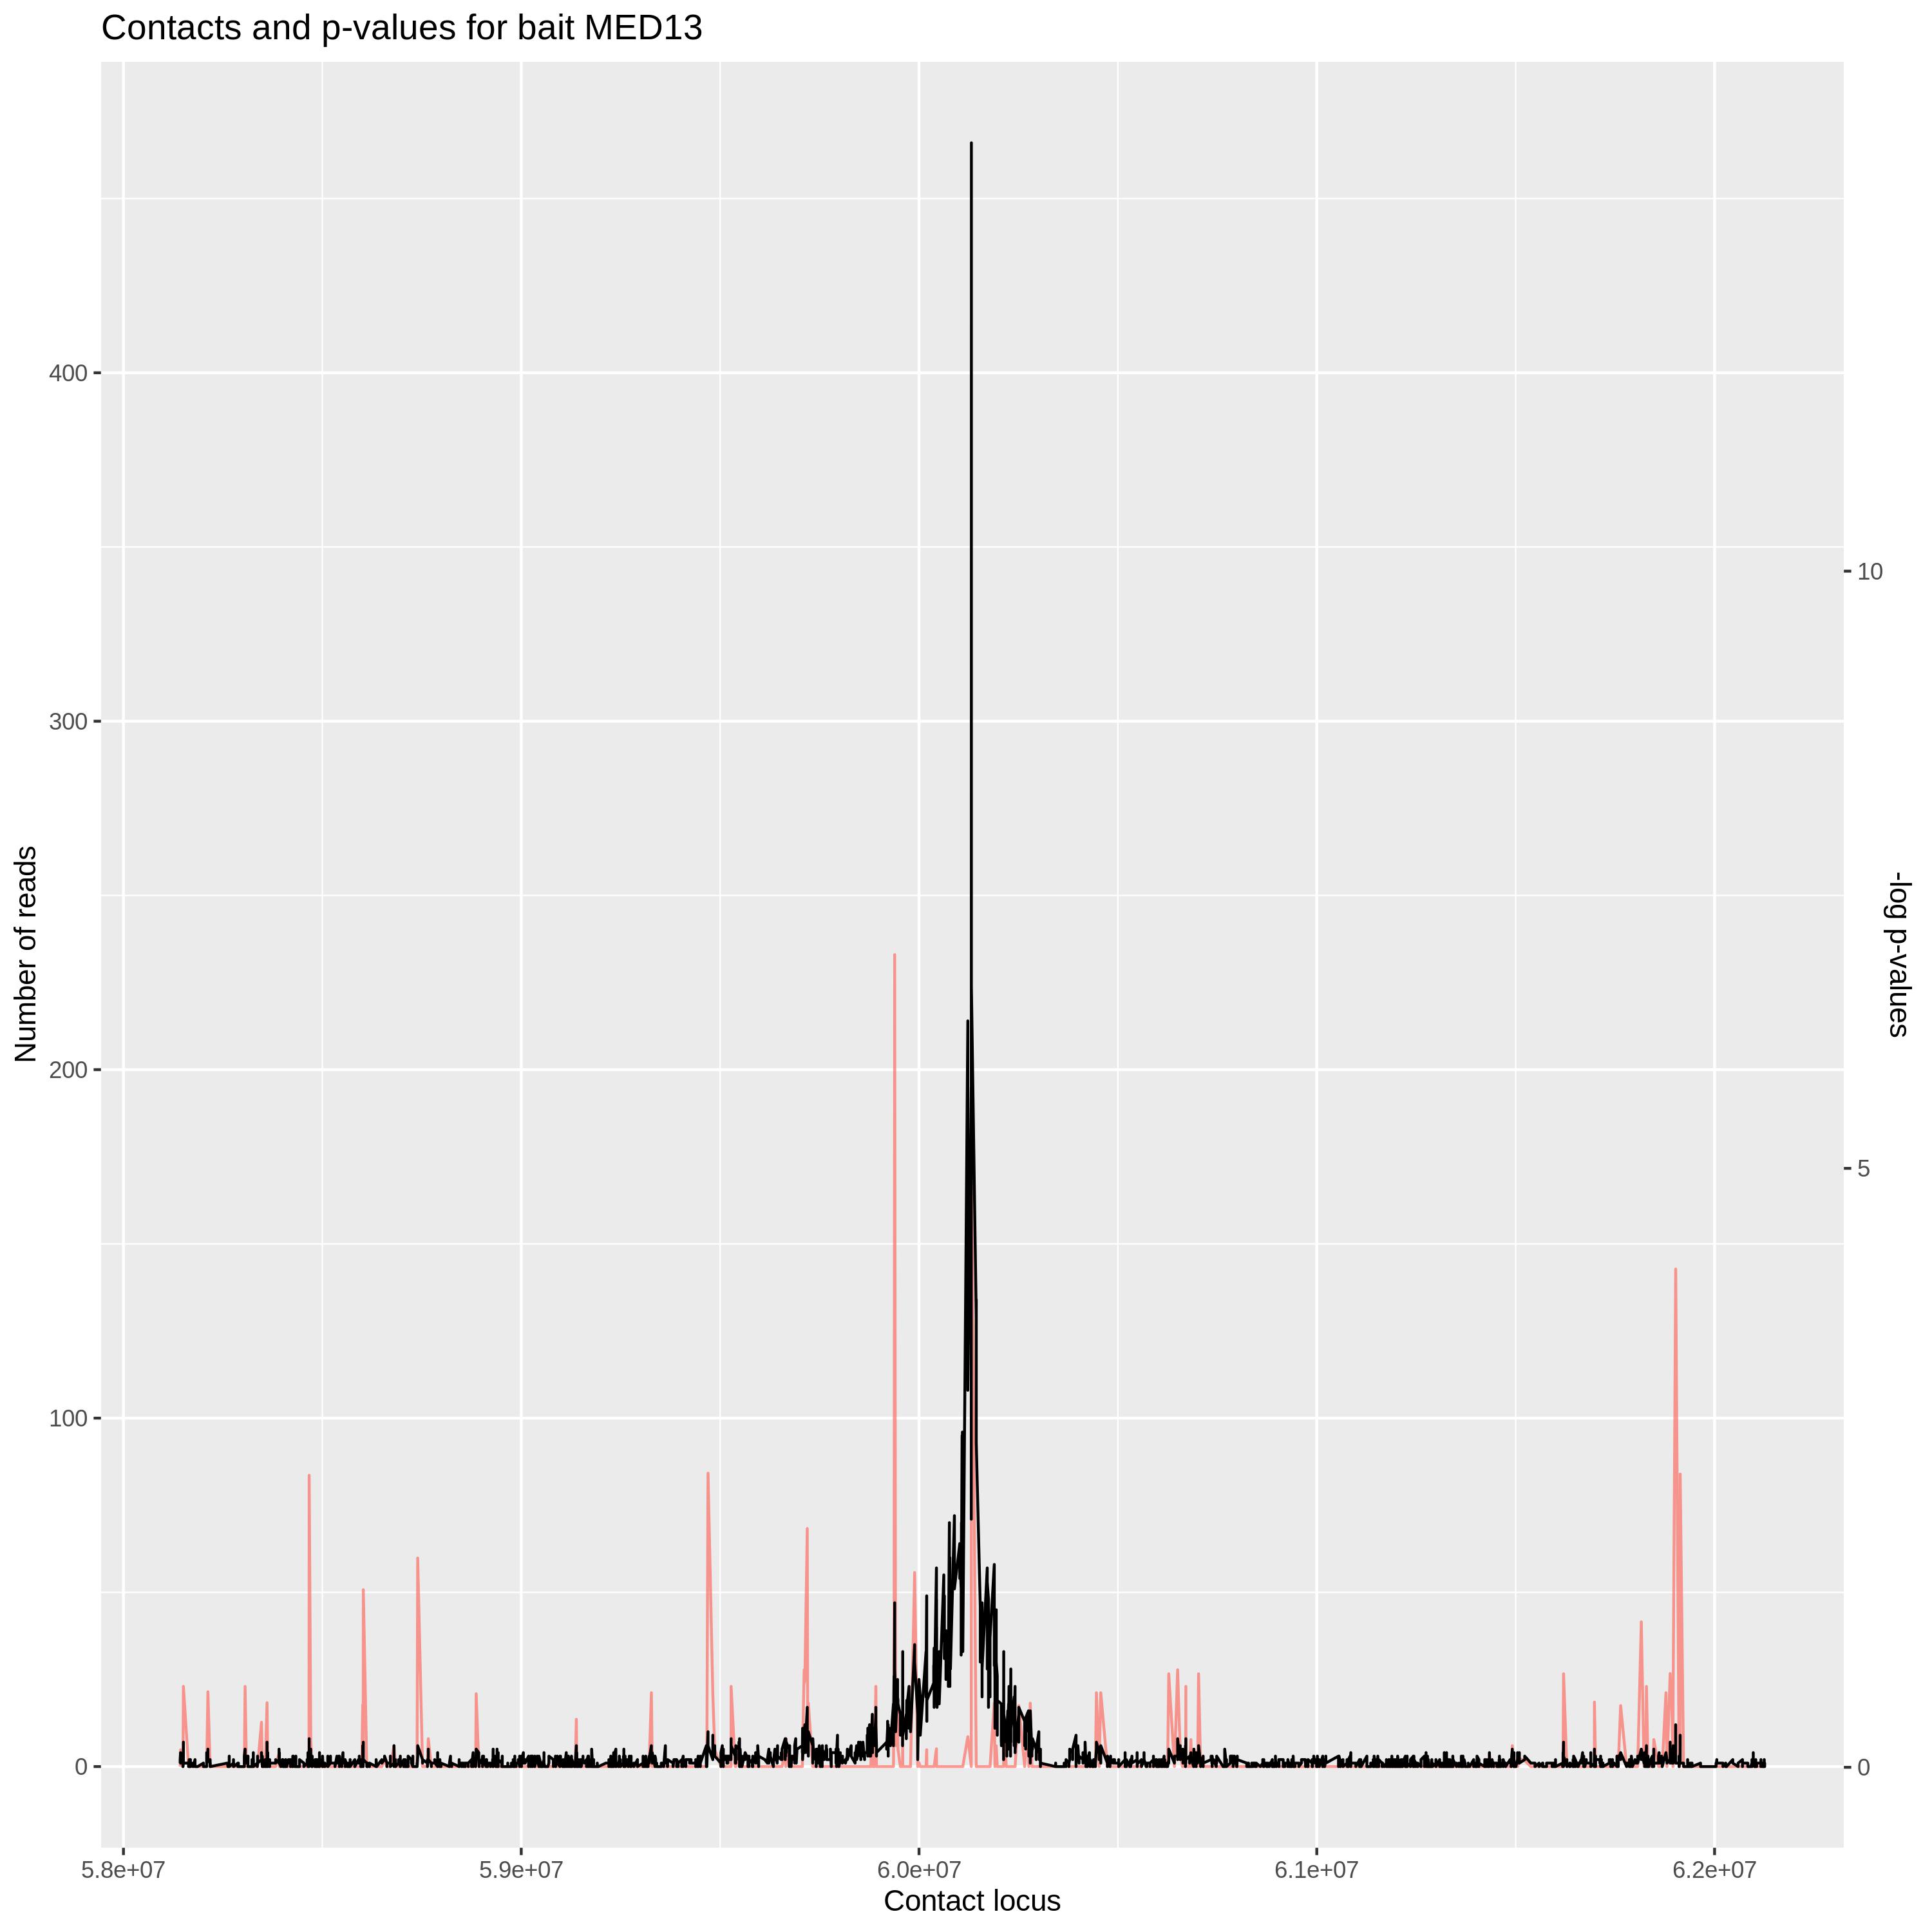 Contacts and p-values for bait MED13
Number of reads
400
300
200
100
0
10
5
0
-log p-values
5.8e+07
5.9e+07
6.0e+07
6.1e+07
6.2e+07
Contact locus